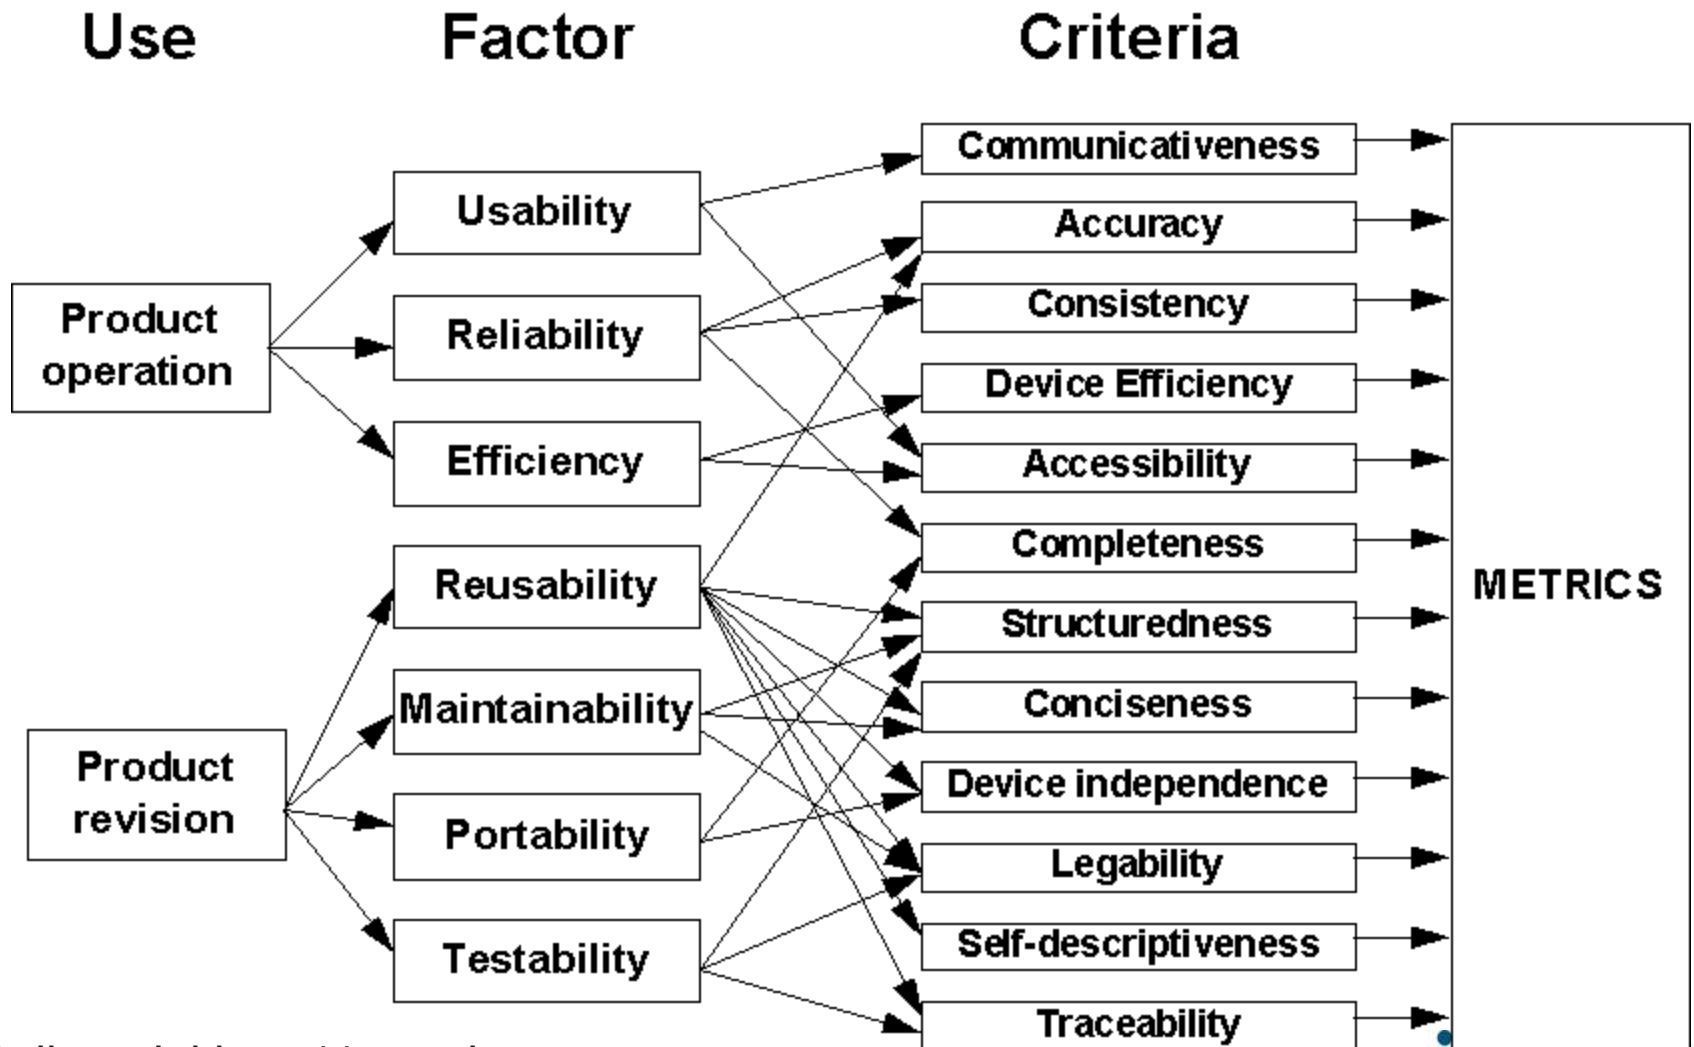 Use
Factor
Criteria
Product
operation
Product
revision
Usability
Reliability
Efficiency
Reusability
Maintainability
Portability
Testability
Communicativeness
Accuracy
Consistency
Device Efficiency
Accessibility
Completeness
Structuredness
Conciseness
Device independence
Legability
Self-descriptiveness
Traceability
METRICS